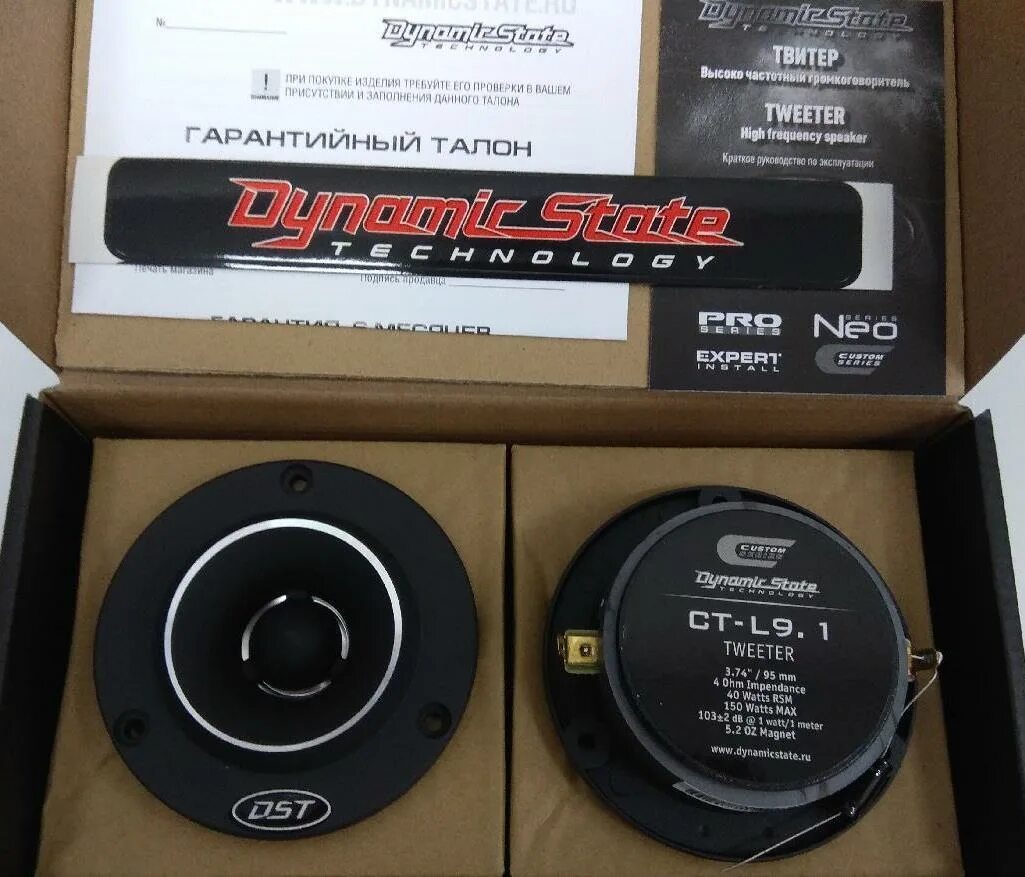 WWW.DYNAMICSTATE.RU
№
Dynamic State
TECHNOLOGY
!
ВНИМАНИЕ
ПРИ ПОКУПКЕ ИЗДЕЛИЯ ТРЕБУЙТЕ ЕГО ПРОВЕРКИ В ВАШЕМ
ПРИСУТСТВИИ И ЗАПОЛНЕНИЯ ДАННОГО ТАЛОНА
ГАРАНТИЙНЫЙ ТАЛОН
Dynamic State
TECHNOLOGY
Печать магазина
Подпись продавца
ГАРАНТИЯ 6 МЕСЯЦЕВ
Dynamic State
TECHNOLOGY
ТВИТЕР
Высоко частотный громкоговоритель
TWEETER
High frequency speaker
Краткое руководство по эксплуатации
PRO
SERIES
SERIES
Neo
EXPERT
INSTALL
CUSTOM
SERIES
DST
CUSTOM
SERIES
Dynamic State
TECHNOLOGY
CT-L9.1
TWEETER
3.74" / 95 mm
4 Ohm Impendance
40 Watts RSM
150 Watts MAX
103±2 dB @ 1 watt/1 meter
5.2 OZ Magnet
www.dynamicstate.ru